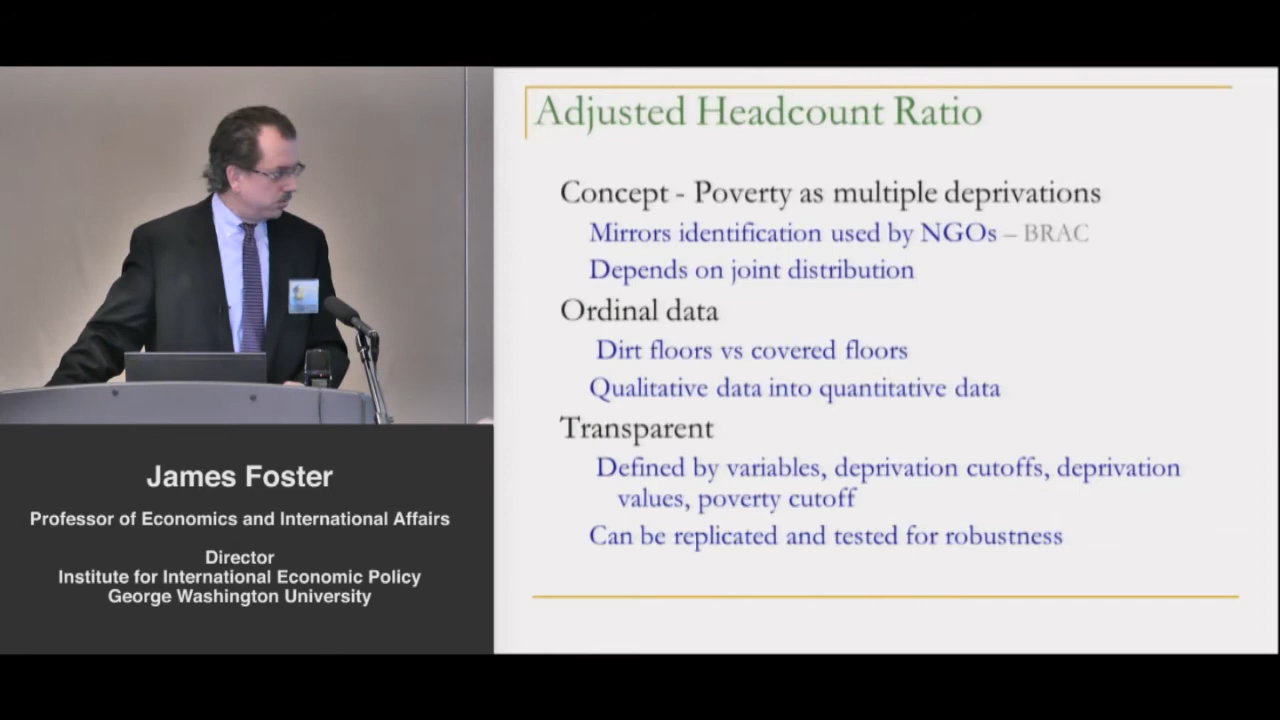 Adjusted Headcount Ratio
Concept - Poverty as multiple deprivations
Mirrors identification used by NGOs – BRAC
Depends on joint distribution
Ordinal data
Dirt floors vs covered floors
Qualitative data into quantitative data
Transparent
Defined by variables, deprivation cutoffs, deprivation
values, poverty cutoff
Can be replicated and tested for robustness
James Foster
Professor of Economics and International Affairs
Director
Institute for International Economic Policy
George Washington University